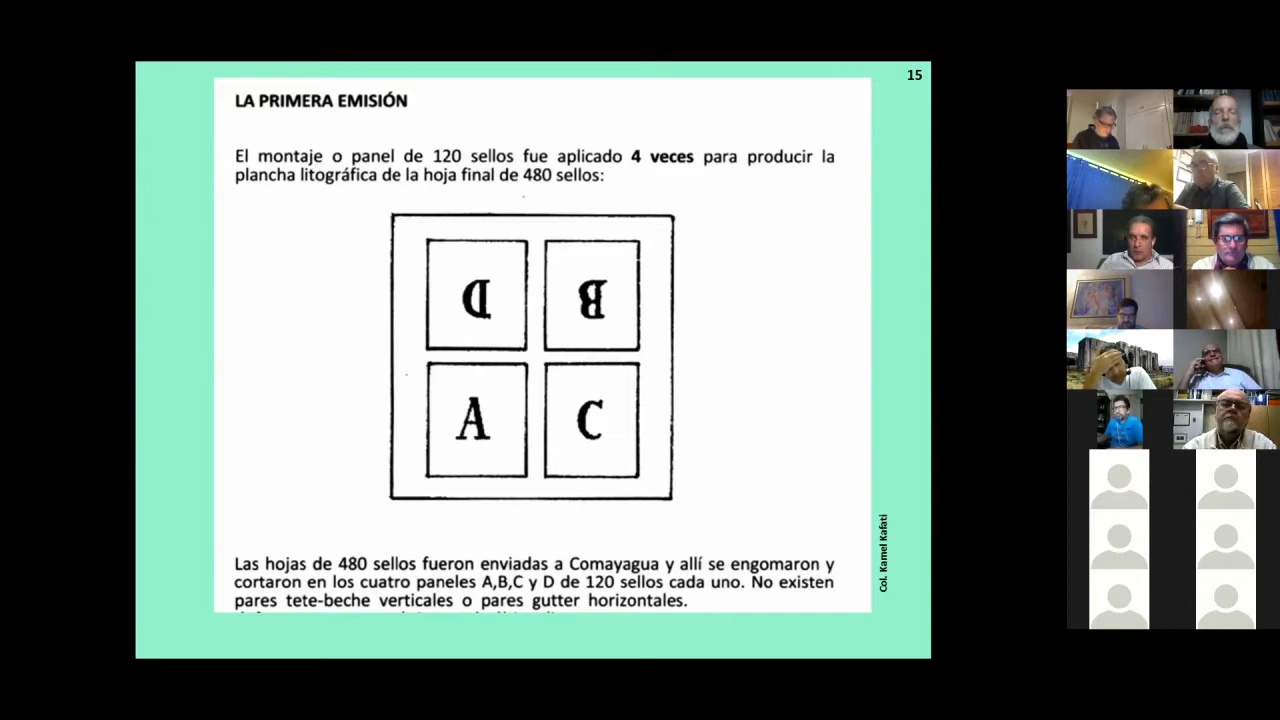 15
LA PRIMERA EMISIÓN
El montaje o panel de 120 sellos fue aplicado 4 veces para producir la
plancha litográfica de la hoja final de 480 sellos:
D B
A C
Las hojas de 480 sellos fueron enviadas a Comayagua y allí se engomaron y
cortaron en los cuatro paneles A,B,C y D de 120 sellos cada uno. No existen
pares tete-beche verticales o pares gutter horizontales.
Col. Kamel Kafati